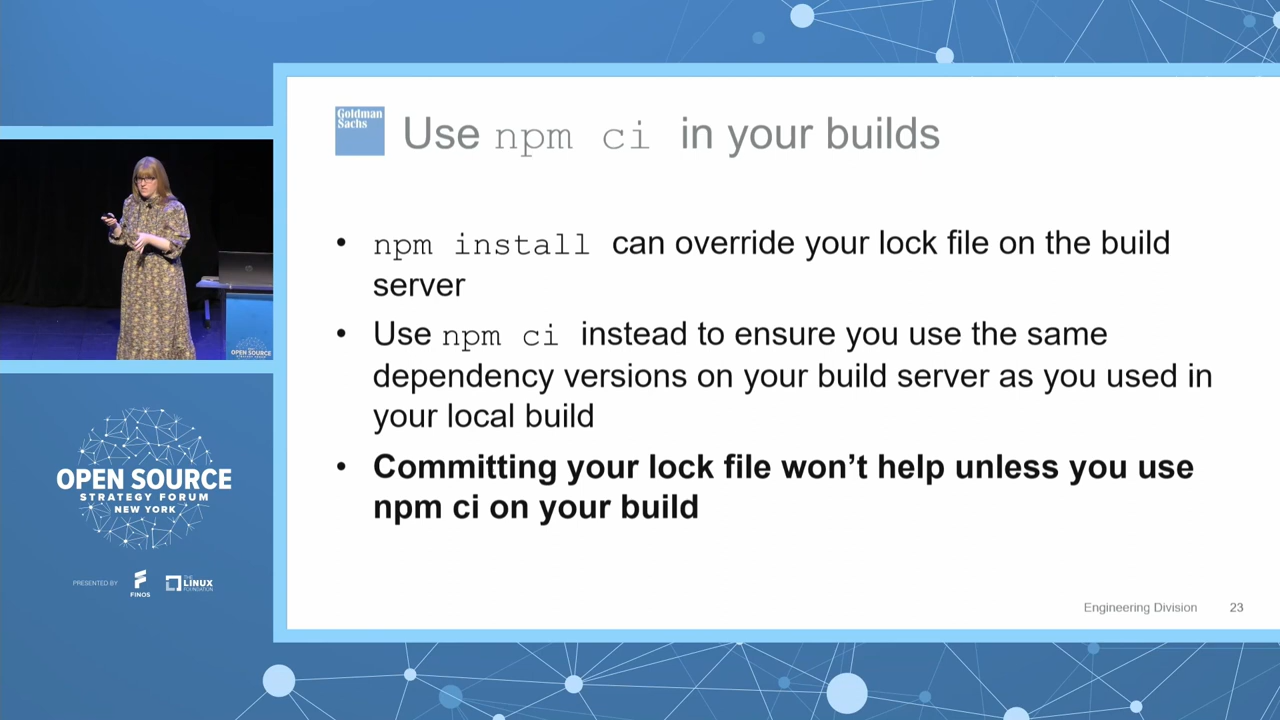 Goldman
Sachs
Use npm ci in your builds
• npm install can override your lock file on the build
server
• Use npm ci instead to ensure you use the same
dependency versions on your build server as you used in
your local build
• Committing your lock file won't help unless you use
npm ci on your build
Engineering Division 23
OPEN SOURCE
OPEN SOURCE
STRATEGY FORUM
NEW YORK
PRESENTED BY
FINOS
THE
LINUX
FOUNDATION